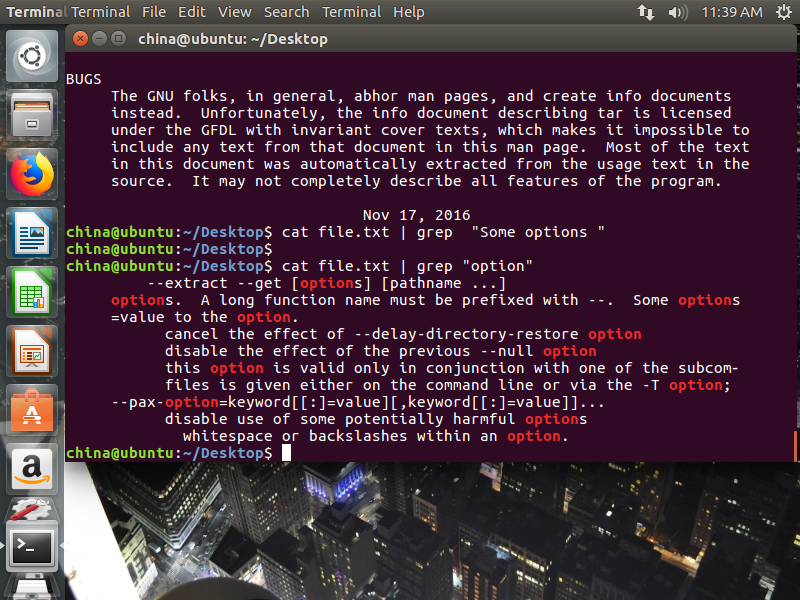 Terminal Terminal File Edit View Search Terminal Help 11:39 AM
china@ubuntu: ~/Desktop
BUGS
The GNU folks, in general, abhor man pages, and create info documents
instead.  Unfortunately, the info document describing tar is licensed
under the GFDL with invariant cover texts, which makes it impossible to
include any text from that document in this man page.  Most of the text
in this document was automatically extracted from the usage text in the
source.  It may not completely describe all features of the program.
Nov 17, 2016
china@ubuntu:~/Desktop$ cat file.txt | grep  "Some options "
china@ubuntu:~/Desktop$
china@ubuntu:~/Desktop$ cat file.txt | grep "option"
--extract --get [options] [pathname ...]
options.  A long function name must be prefixed with --.  Some options
=value to the option.
cancel the effect of --delay-directory-restore option
disable the effect of the previous --null option
this option is valid only in conjunction with one of the subcom-
files is given either on the command line or via the -T option;
--pax-option=keyword[[:]=value][,keyword[[:]=value]]...
disable use of some potentially harmful options
whitespace or backslashes within an option.
china@ubuntu:~/Desktop$
A
a
>_